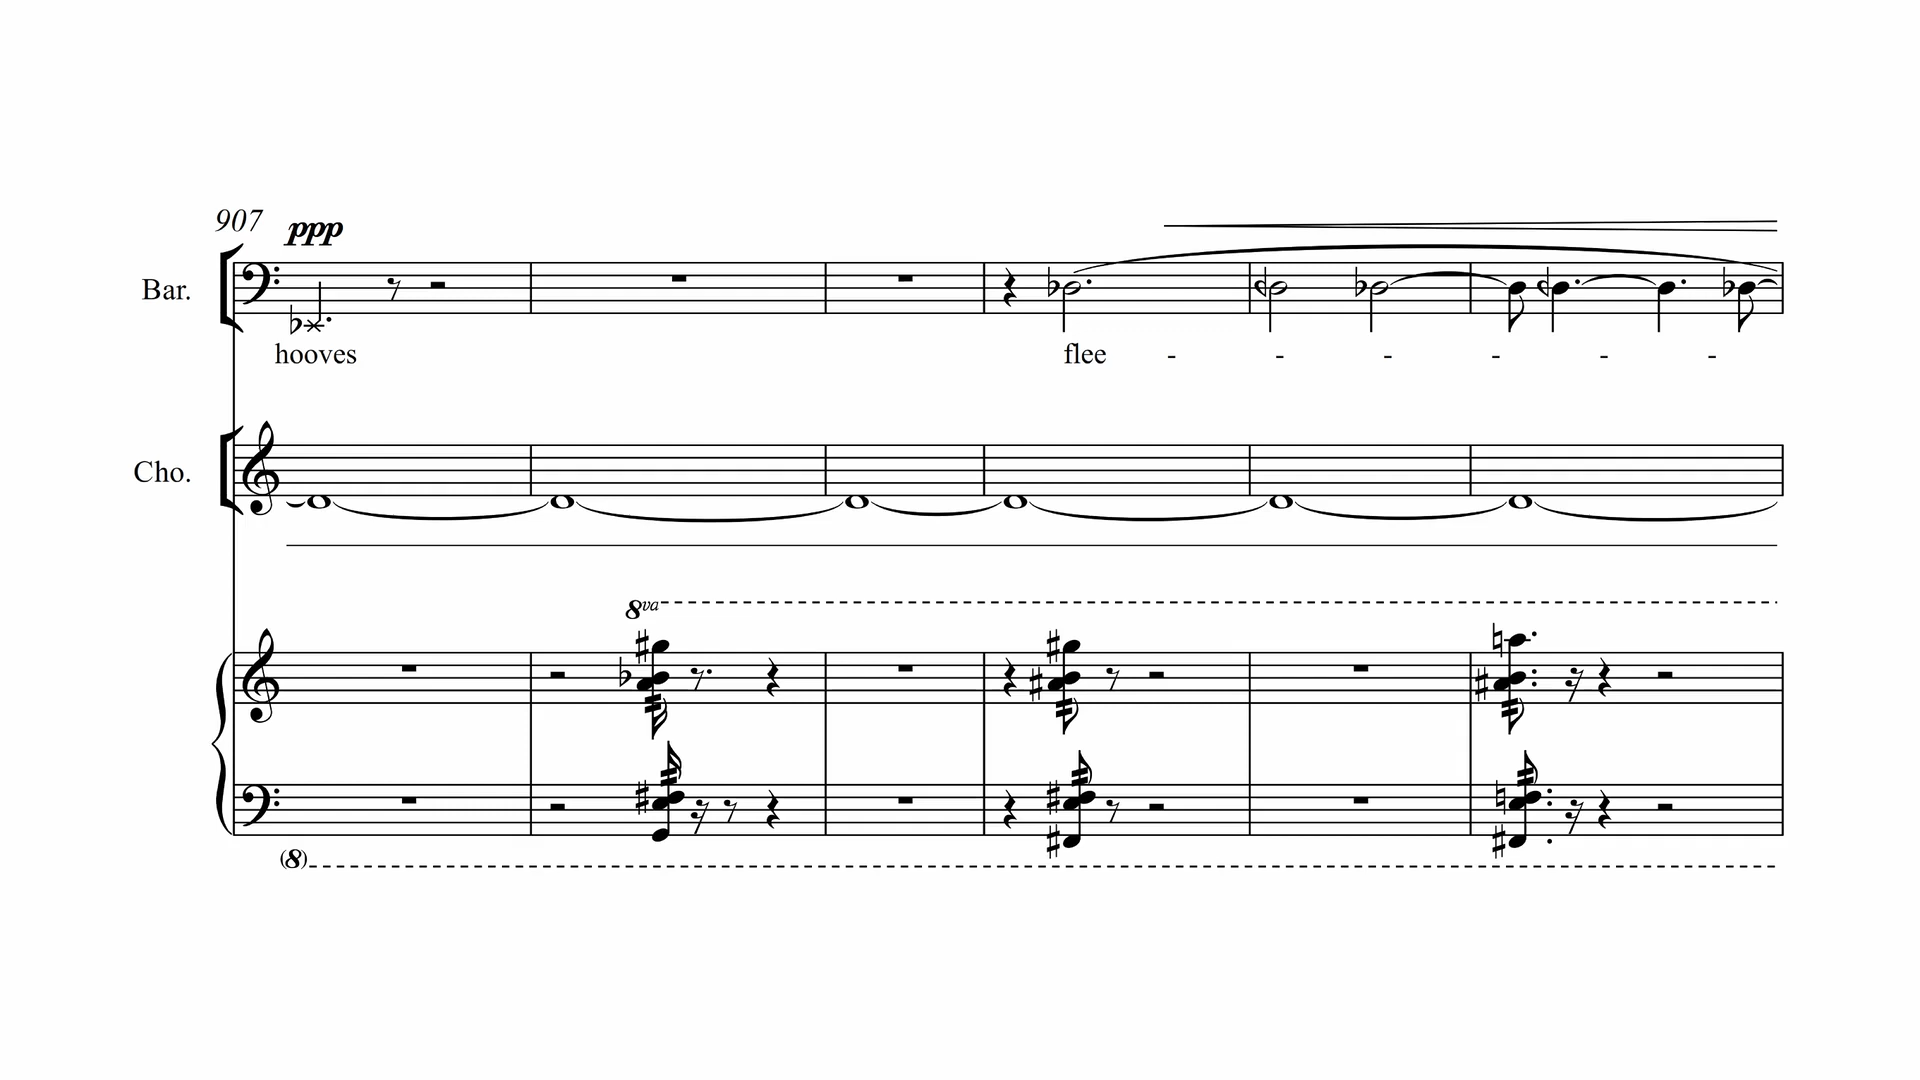 907 ppp
Bar.
hooves flee - - - - - -
Cho.
8va
(8)